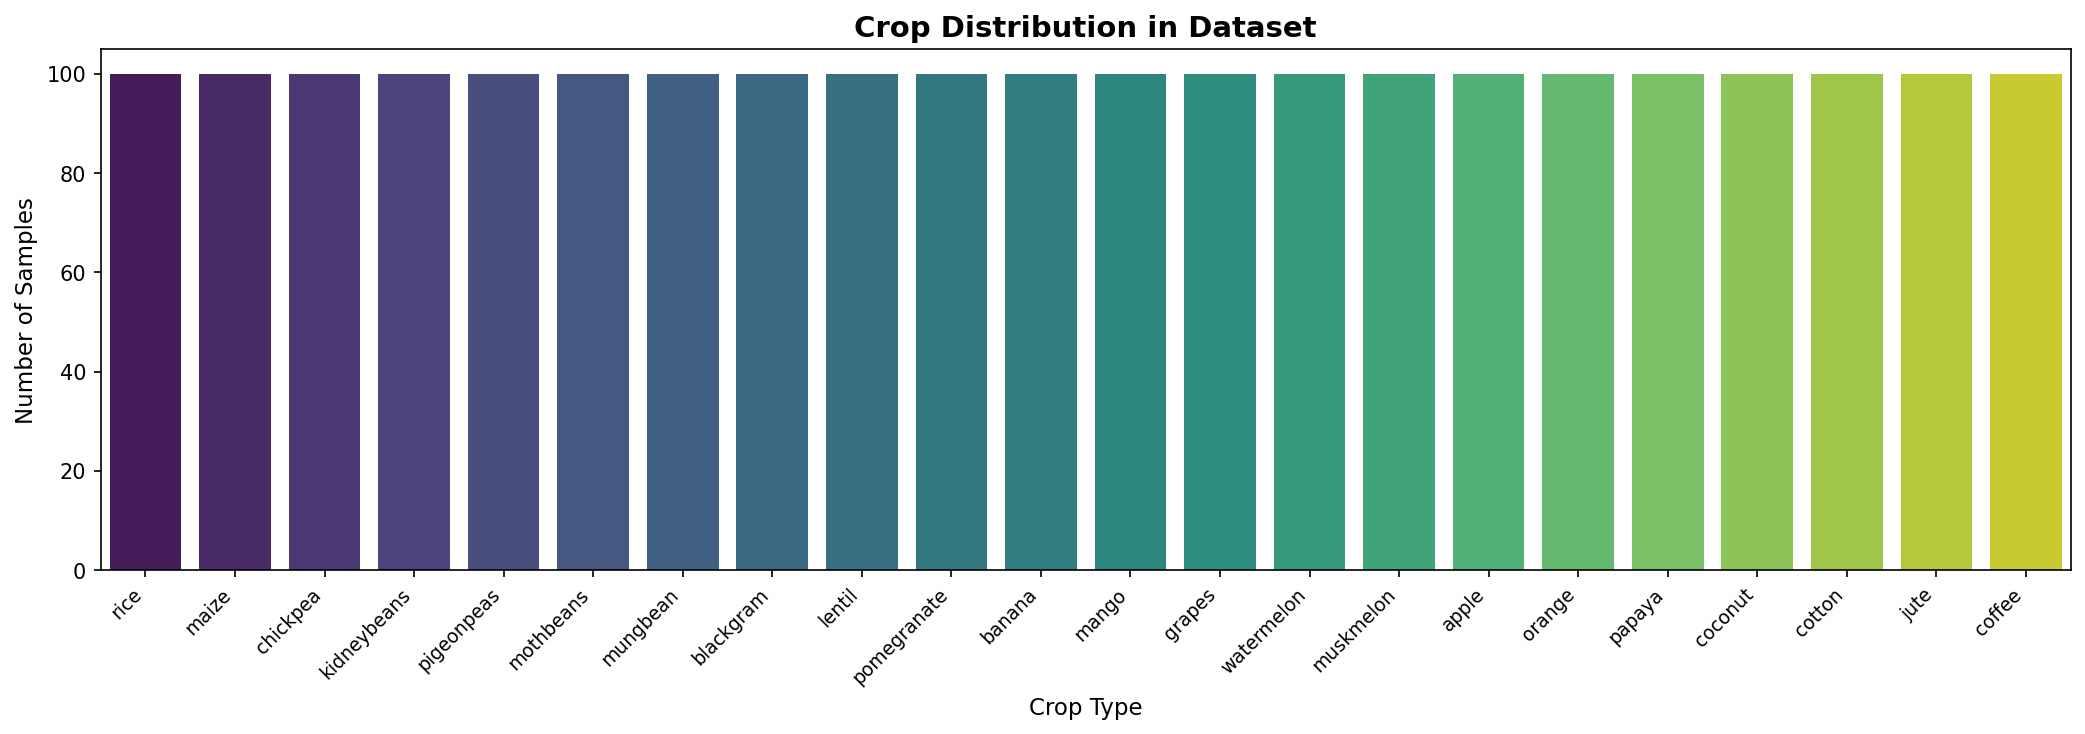 Crop Distribution in Dataset
Number of Samples
100
80
60
40
20
0
rice
maize
chickpea
kidneybeans
pigeonpeas
mothbeans
mungbean
blackgram
lentil
pomegranate
banana
mango
grapes
watermelon
muskmelon
apple
orange
papaya
coconut
cotton
jute
coffee
Crop Type